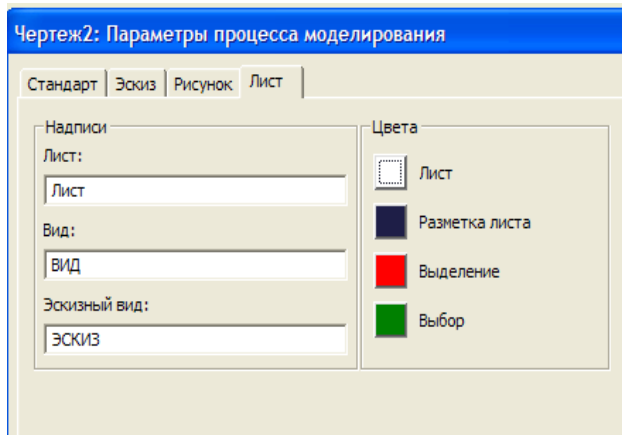 Чертеж2: Параметры процесса моделирования
Стандарт Эскиз Рисунок Лист
Надписи
Лист:
Лист
Вид:
ВИД
Эскизный вид:
ЭСКИЗ
Цвета
Лист
Разметка листа
Выделение
Выбор